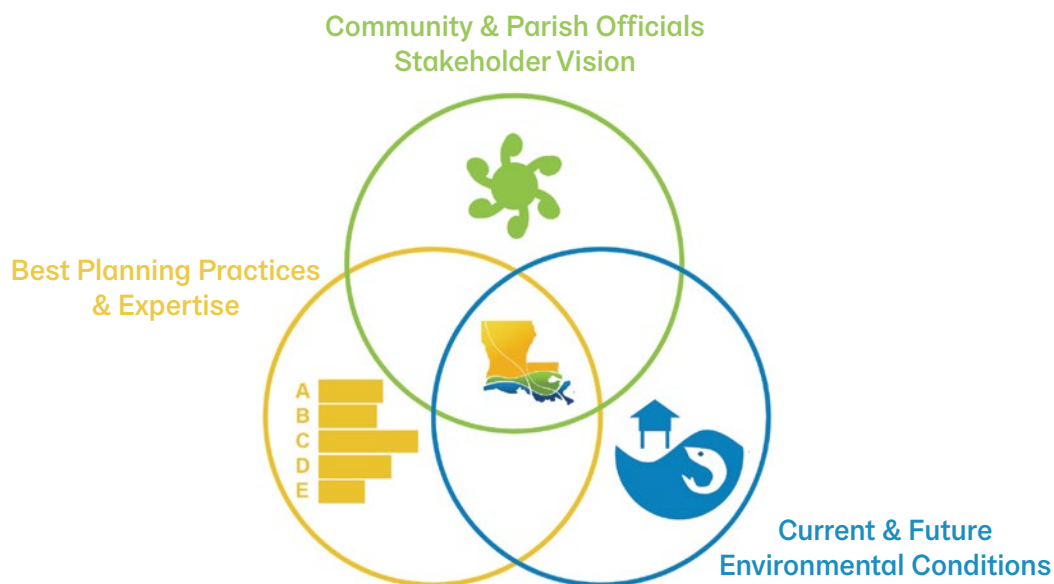 Community & Parish Officials
Stakeholder Vision
Best Planning Practices
& Expertise
A
B
C
D
E
Current & Future
Environmental Conditions